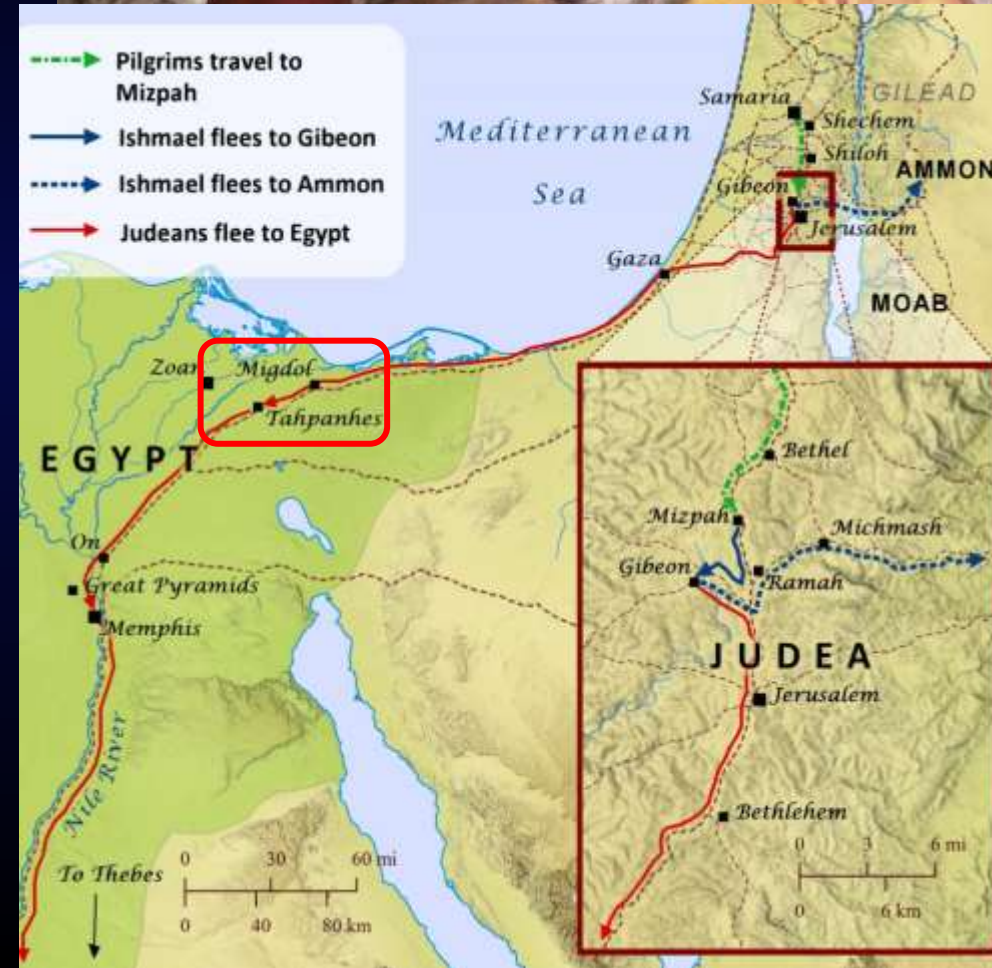 Pilgrims travel to
Mizpah
Ishmael flees to Gibeon
Ishmael flees to Ammon
Judeans flee to Egypt
Mediterranean
Sea
Samaria
GILEAD
Shechem
Shiloh
AMMON
Gibeon
Jerusalem
Gaza
MOAB
Zoan
Migdol
Tahpanhes
EGYPT
On
Great Pyramids
Memphis
Nile River
To Thebes
0 30 60 mi
0 40 80 km
Bethel
Mizpah
Michmash
Gibeon
Ramah
JUDEA
Jerusalem
Bethlehem
0 6 mi
0 6 km